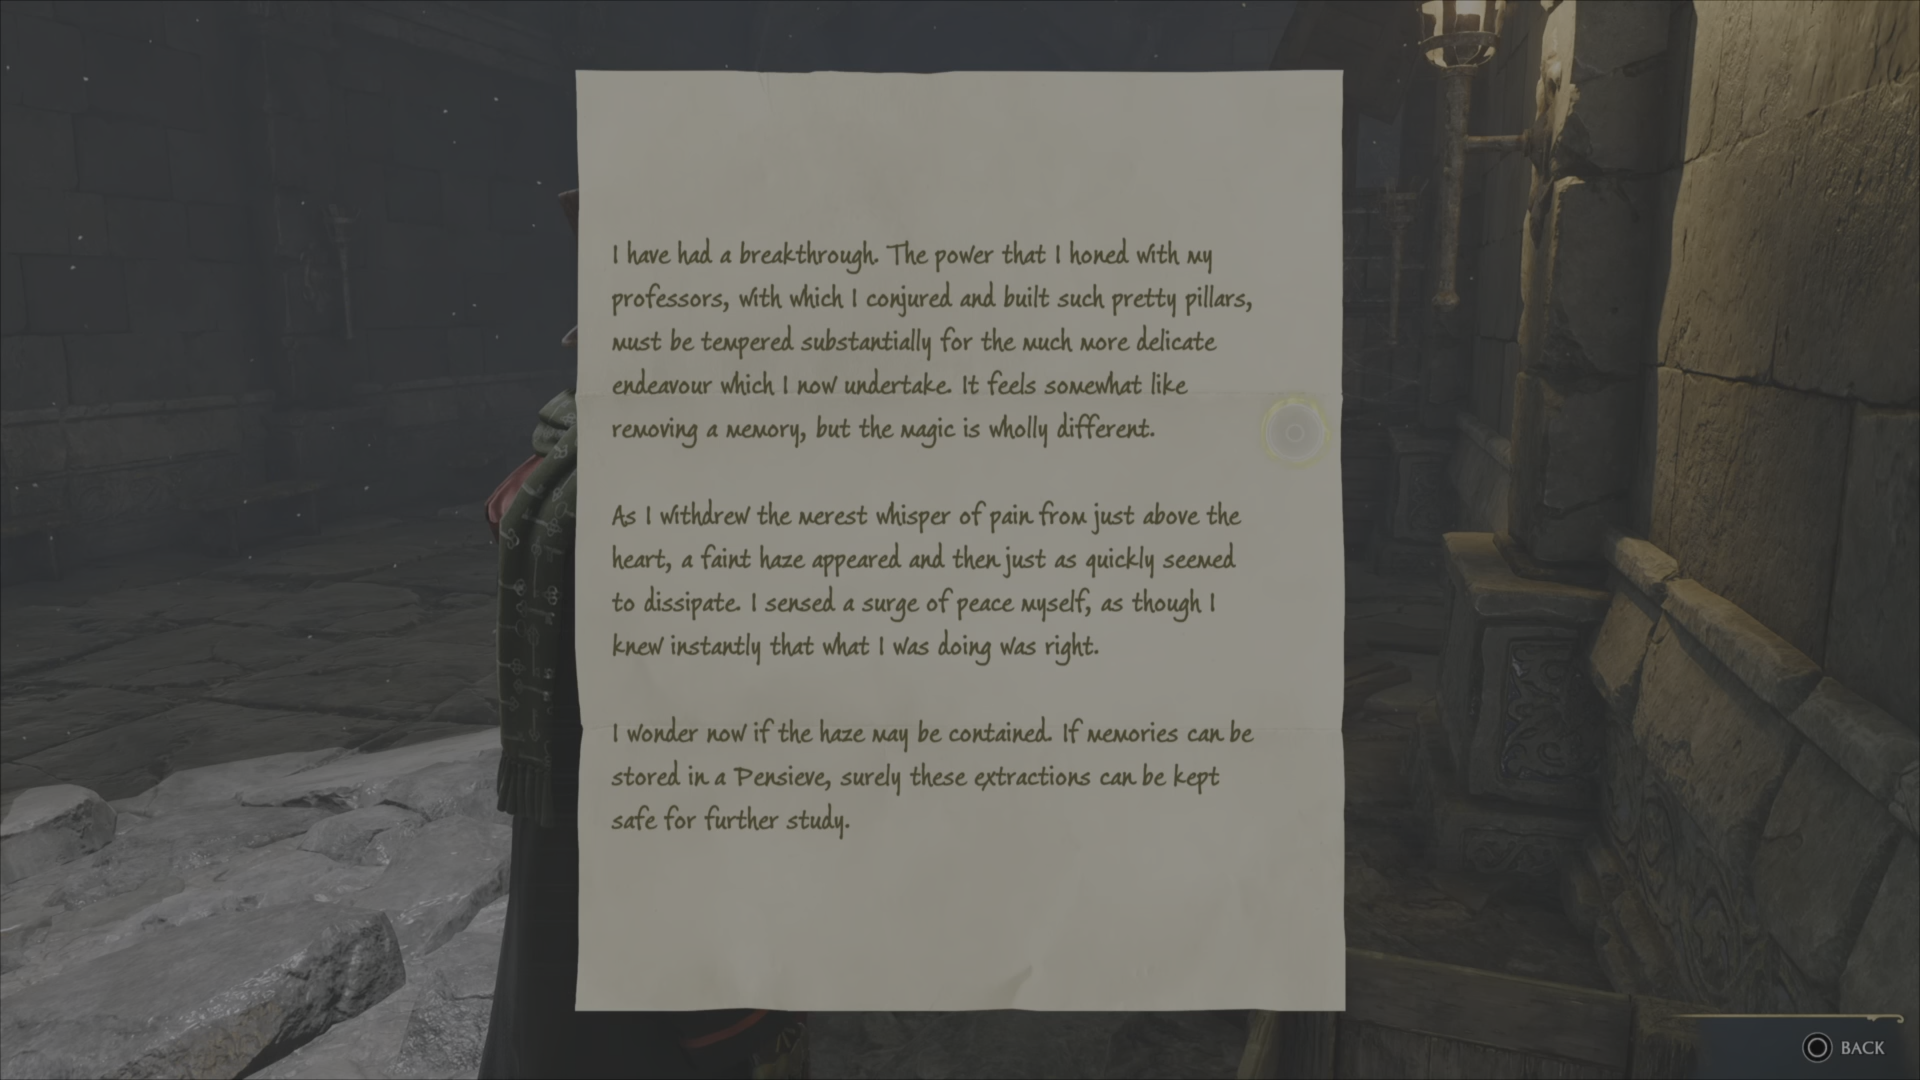 I have had a breakthrough. The power that I honed with my
professors, with which I conjured and built such pretty pillars,
must be tempered substantially for the much more delicate
endeavour which I now undertake. It feels somewhat like
removing a memory, but the magic is wholly different.
As I withdrew the merest whisper of pain from just above the
heart, a faint haze appeared and then just as quickly seemed
to dissipate. I sensed a surge of peace myself, as though I
knew instantly that what I was doing was right.
I wonder now if the haze may be contained. If memories can be
stored in a Pensieve, surely these extractions can be kept
safe for further study.
BACK